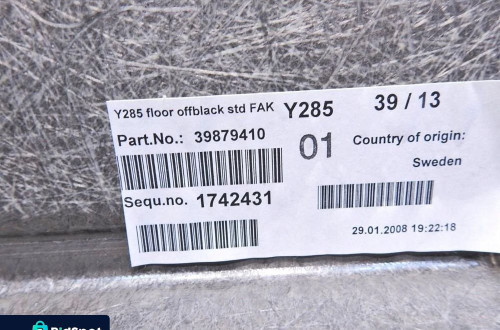 Y285 floor offblack std FAK Y285 39 / 13
Part.No.: 39879410 01 Country of origin:
Sweden
Sequ.no. 1742431
29.01.2008 19:22:18